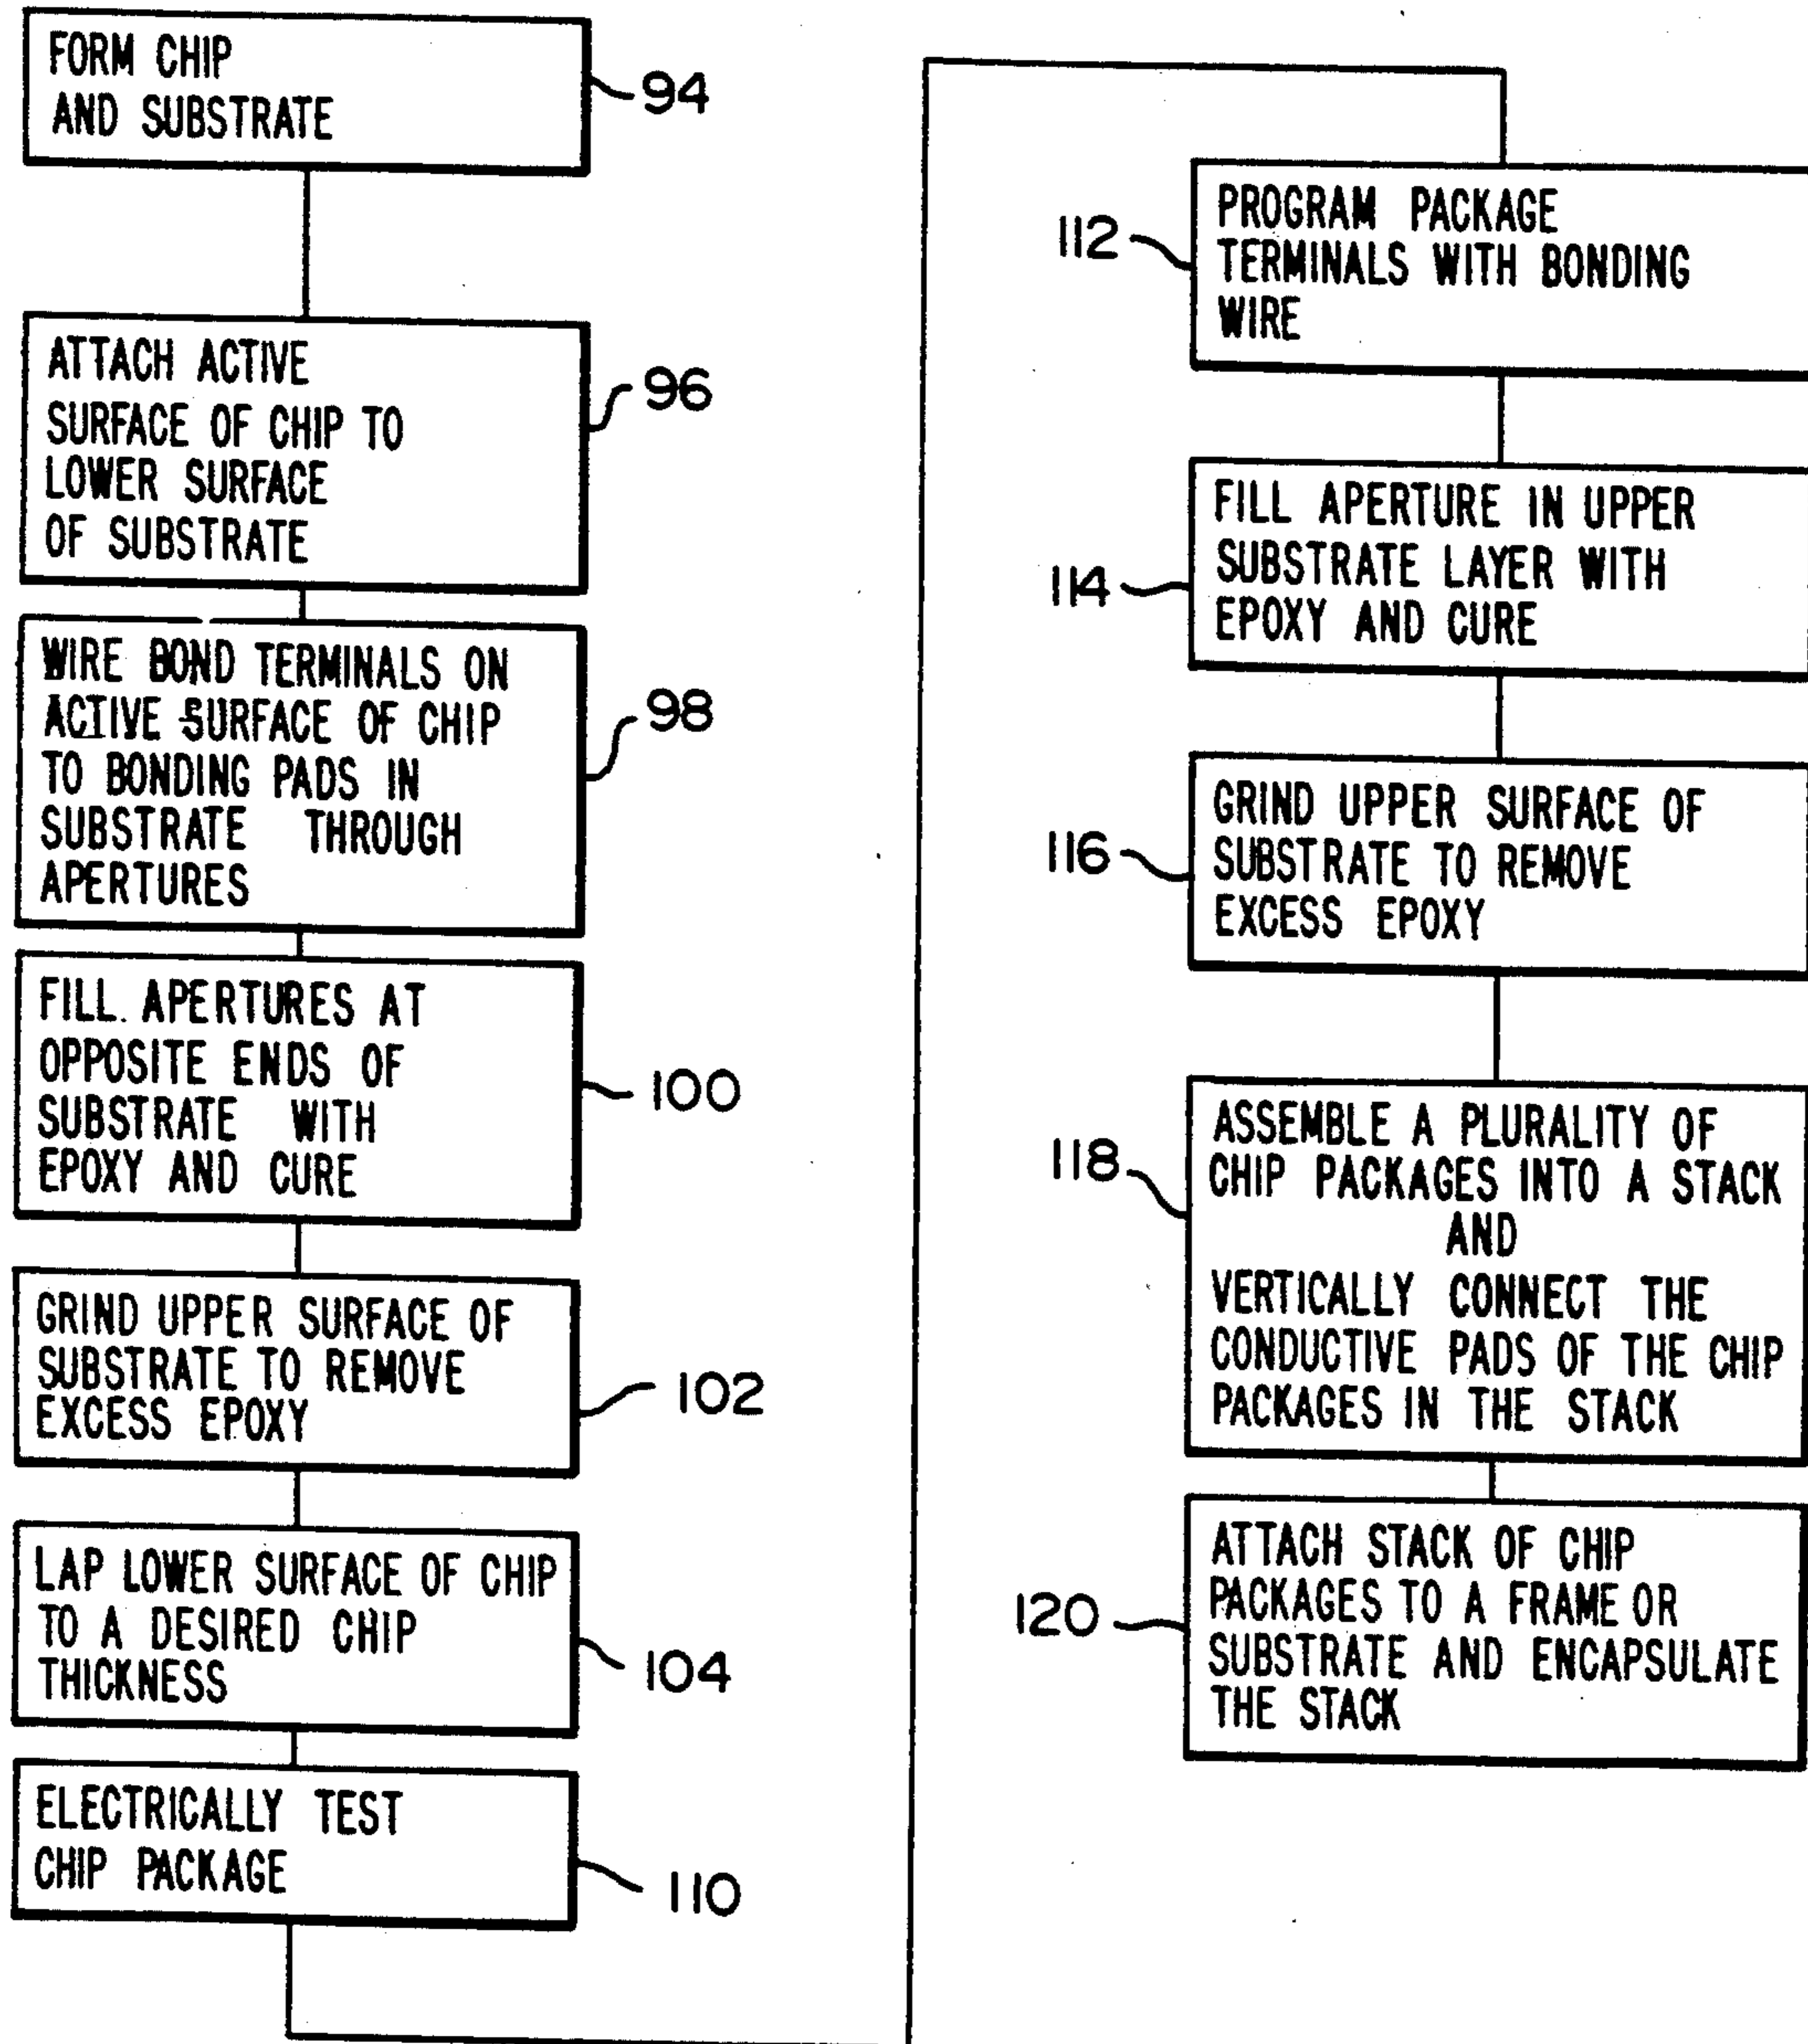 FORM CHIP
AND SUBSTRATE
94
ATTACH ACTIVE
SURFACE OF CHIP TO
LOWER SURFACE
OF SUBSTRATE
96
WIRE BOND TERMINALS ON
ACTIVE SURFACE OF CHIP
TO BONDING PADS IN
SUBSTRATE THROUGH
APERTURES
98
FILL APERTURES AT
OPPOSITE ENDS OF
SUBSTRATE WITH
EPOXY AND CURE
100
GRIND UPPER SURFACE OF
SUBSTRATE TO REMOVE
EXCESS EPOXY
102
LAP LOWER SURFACE OF CHIP
TO A DESIRED CHIP
THICKNESS
104
ELECTRICALLY TEST
CHIP PACKAGE
110
PROGRAM PACKAGE
TERMINALS WITH BONDING
WIRE
112
FILL APERTURE IN UPPER
SUBSTRATE LAYER WITH
EPOXY AND CURE
114
GRIND UPPER SURFACE OF
SUBSTRATE TO REMOVE
EXCESS EPOXY
116
ASSEMBLE A PLURALITY OF
CHIP PACKAGES INTO A STACK
AND
VERTICALLY CONNECT THE
CONDUCTIVE PADS OF THE CHIP
PACKAGES IN THE STACK
118
ATTACH STACK OF CHIP
PACKAGES TO A FRAME OR
SUBSTRATE AND ENCAPSULATE
THE STACK
120